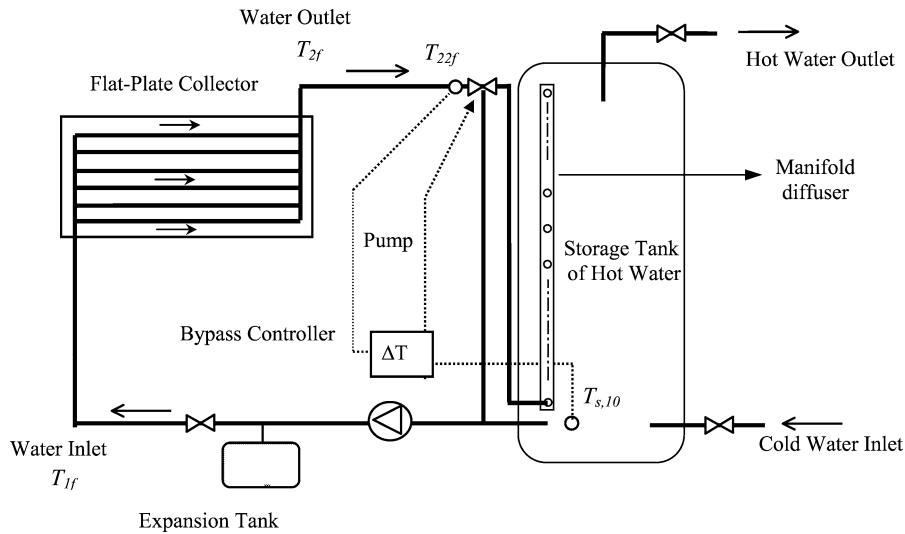 Water Outlet
T2f
T22f
Hot Water Outlet
Flat-Plate Collector
Manifold
diffuser
Pump
Storage Tank
of Hot Water
Bypass Controller
ΔT
Ts,10
Water Inlet
T1f
Cold Water Inlet
Expansion Tank